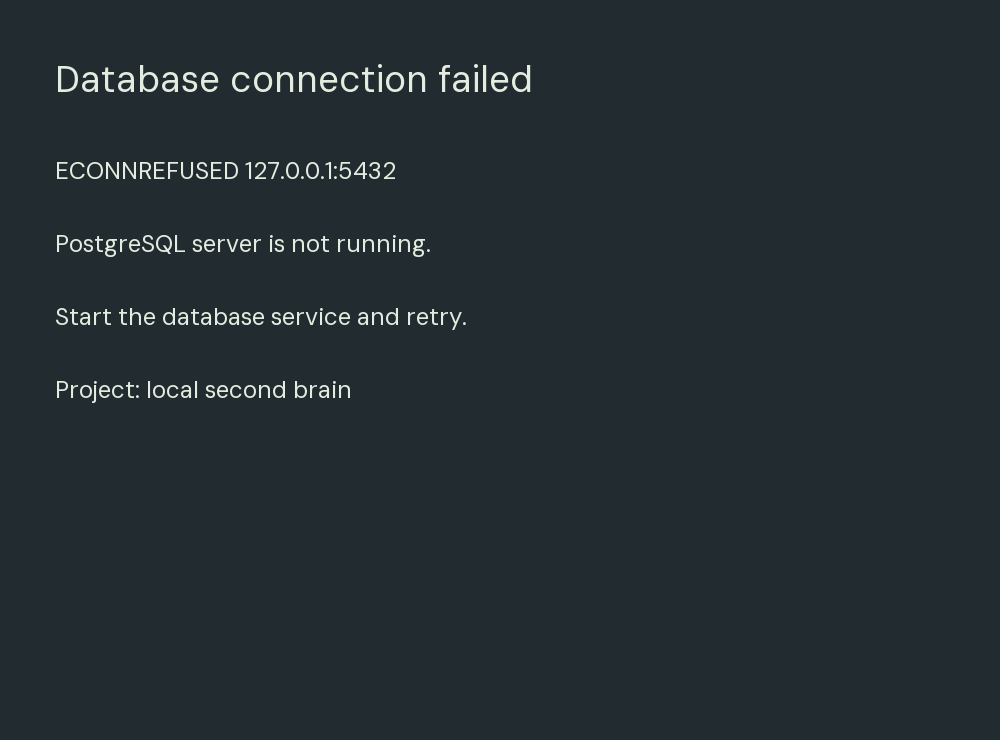 Database connection failed
ECONNREFUSED 127.0.0.1:5432
PostgreSQL server is not running.
Start the database service and retry.
Project: local second brain